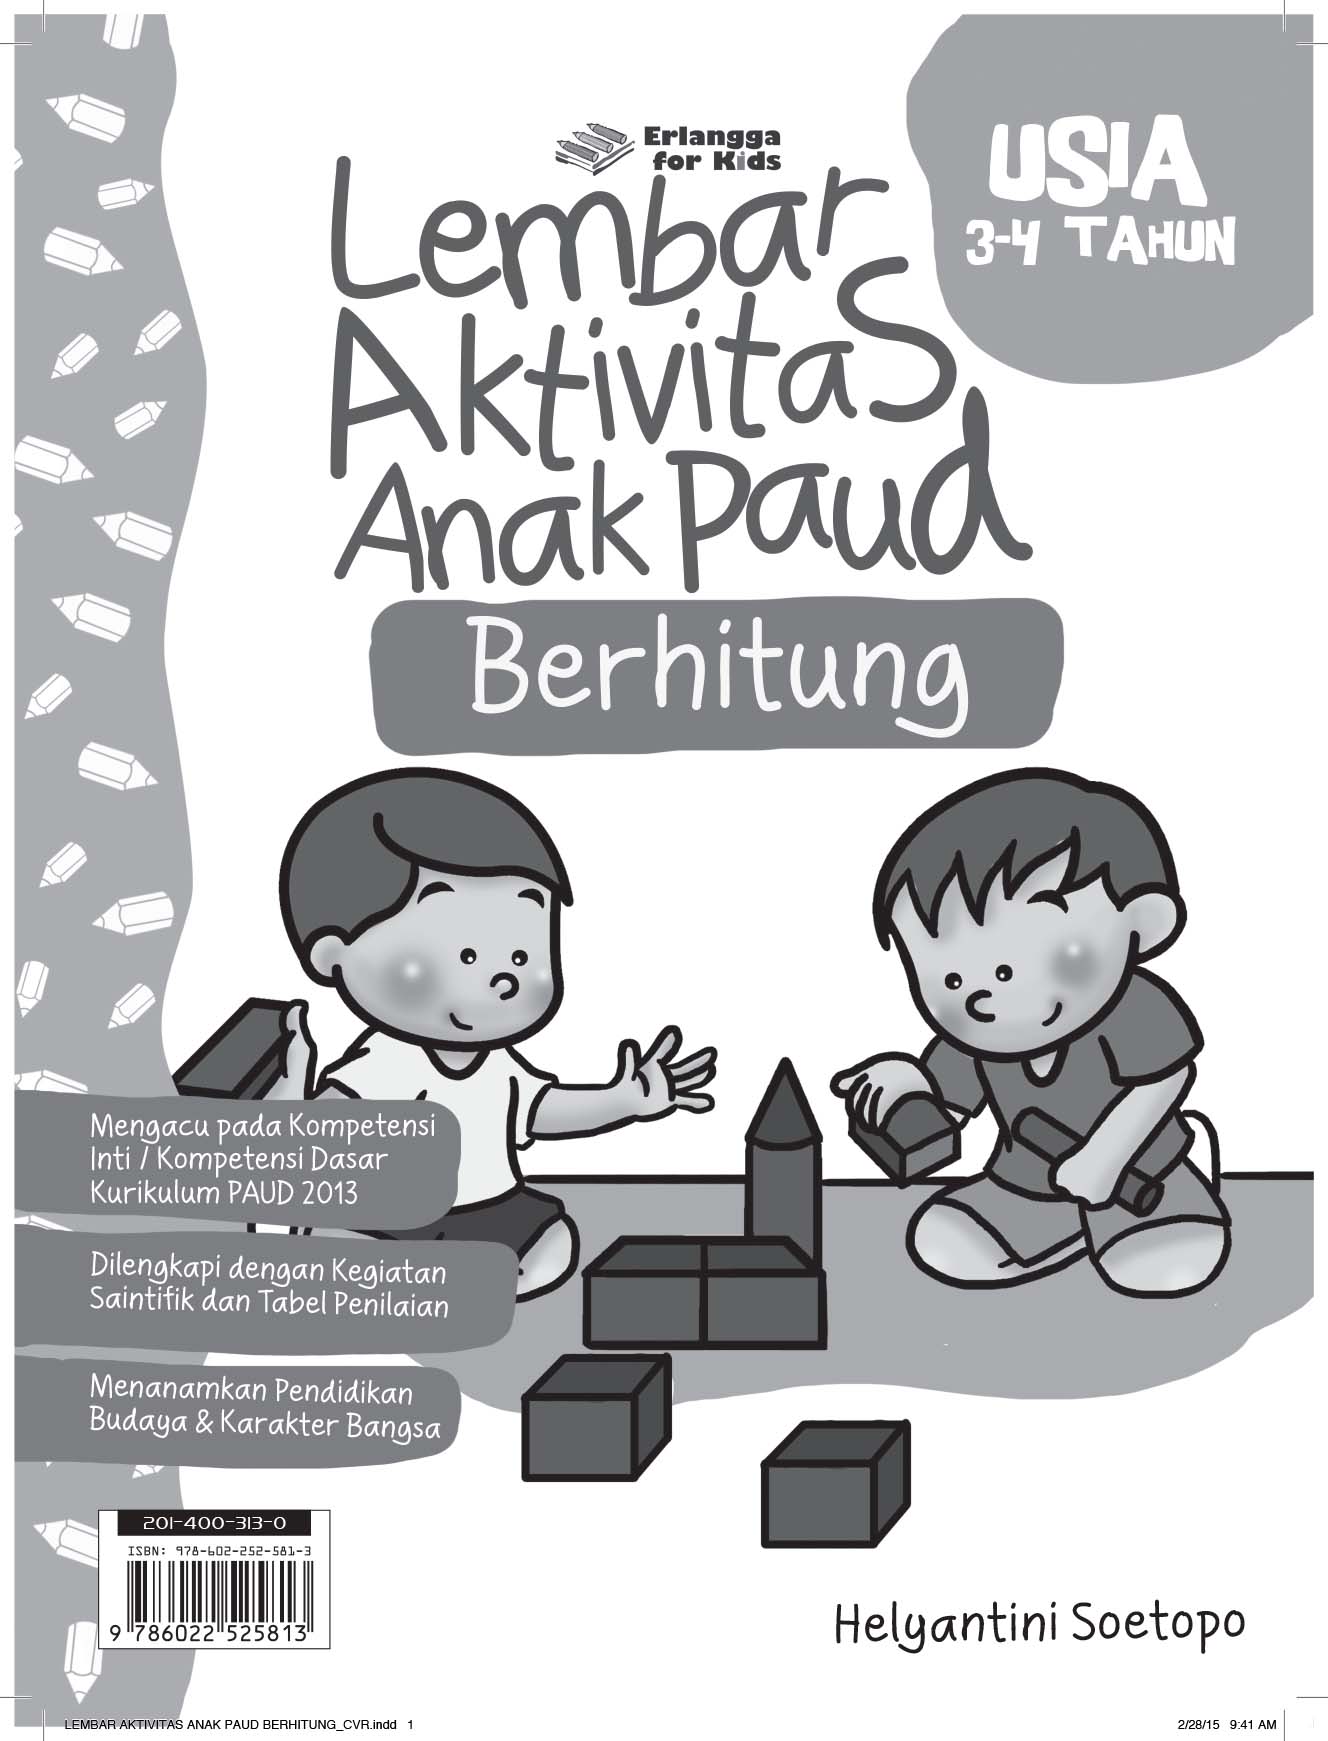 Erlangga
for Kids
USIA
3-4 TAHUN
Lembar
Aktivitas
Anak Paud
Berhitung
Mengacu pada Kompetensi
Inti / Kompetensi Dasar
Kurikulum PAUD 2013
Dilengkapi dengan Kegiatan
Saintifik dan Tabel Penilaian
Menanamkan Pendidikan
Budaya & Karakter Bangsa
201-400-313-0
ISBN: 978-602-252-581-3
9 786022 525813
Helyantini Soetopo
LEMBAR AKTIVITAS ANAK PAUD BERHITUNG_CVR.indd 1
2/28/15 9:41 AM